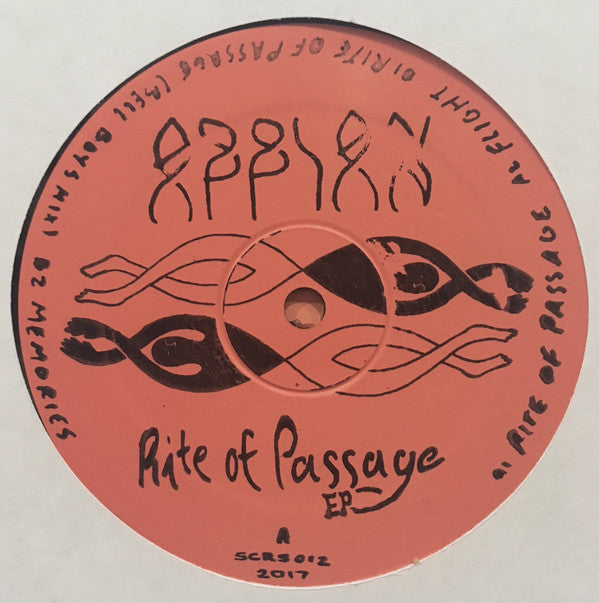 APPIAN
Rite of Passage
EP
A
SCRS012
2017
A1 RITE OF PASSAGE A2 FLIGHT B1 RITE OF PASSAGE (BELL BOYS MIX) B2 MEMORIES